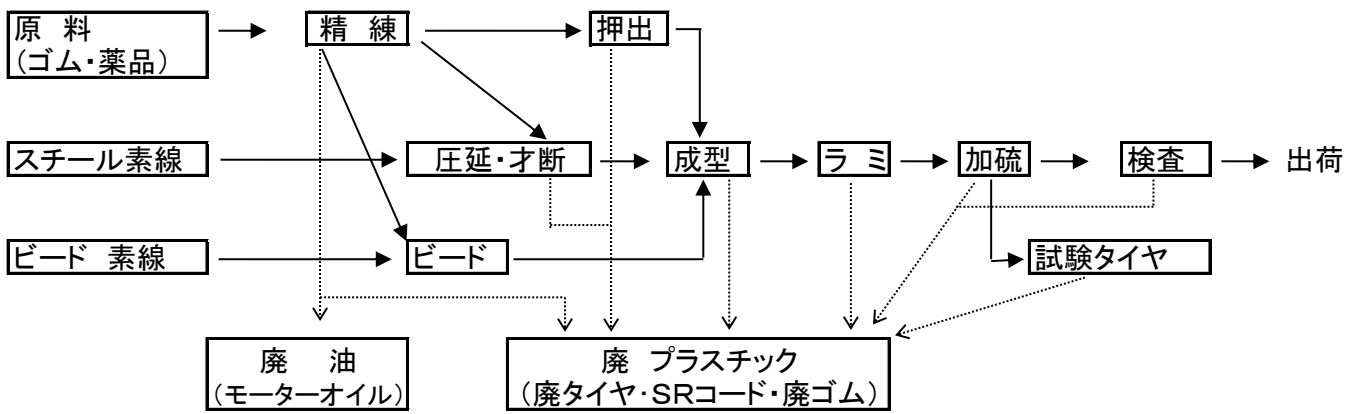 原 料
(ゴム・薬品)
精 練
押出
スチール素線
圧延・才断
成型
ラ ミ
加硫
検査
出荷
ビード 素線
ビード
試験タイヤ
廃 油
(モーターオイル)
廃 プラスチック
(廃タイヤ・SRコード・廃ゴム)